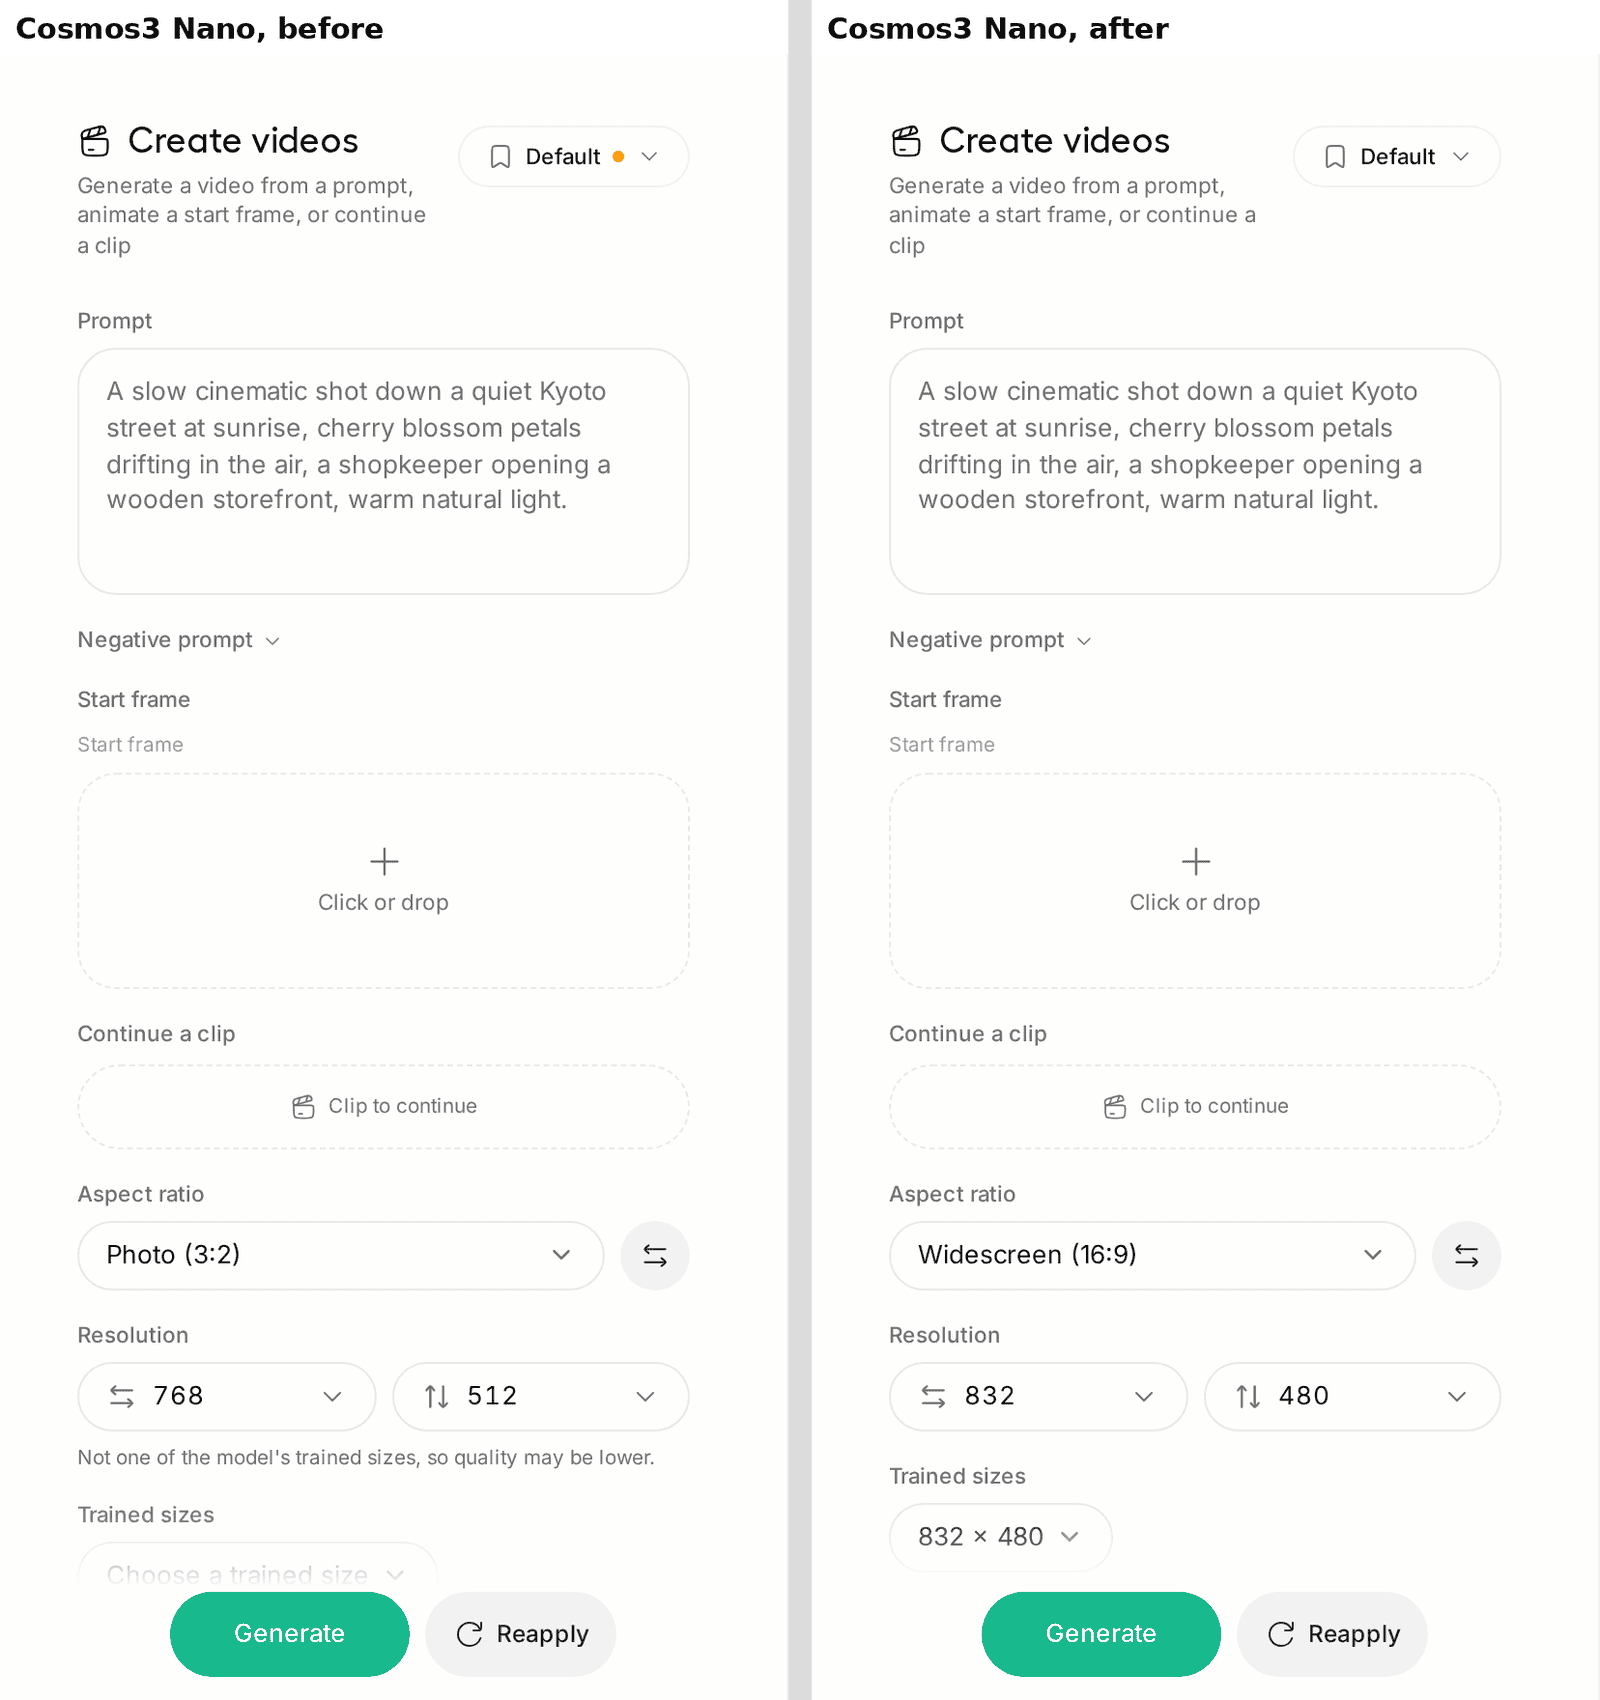 Cosmos3 Nano, before
Create videos
Default
Generate a video from a prompt,
animate a start frame, or continue
a clip
Prompt
A slow cinematic shot down a quiet Kyoto
street at sunrise, cherry blossom petals
drifting in the air, a shopkeeper opening a
wooden storefront, warm natural light.
Negative prompt
Start frame
Start frame
Click or drop
Continue a clip
Clip to continue
Aspect ratio
Photo (3:2)
Resolution
768
512
Not one of the model's trained sizes, so quality may be lower.
Trained sizes
Choose a trained size
Generate
Reapply
Cosmos3 Nano, after
Create videos
Default
Generate a video from a prompt,
animate a start frame, or continue a
clip
Prompt
A slow cinematic shot down a quiet Kyoto
street at sunrise, cherry blossom petals
drifting in the air, a shopkeeper opening a
wooden storefront, warm natural light.
Negative prompt
Start frame
Start frame
Click or drop
Continue a clip
Clip to continue
Aspect ratio
Widescreen (16:9)
Resolution
832
480
Trained sizes
832 × 480
Generate
Reapply